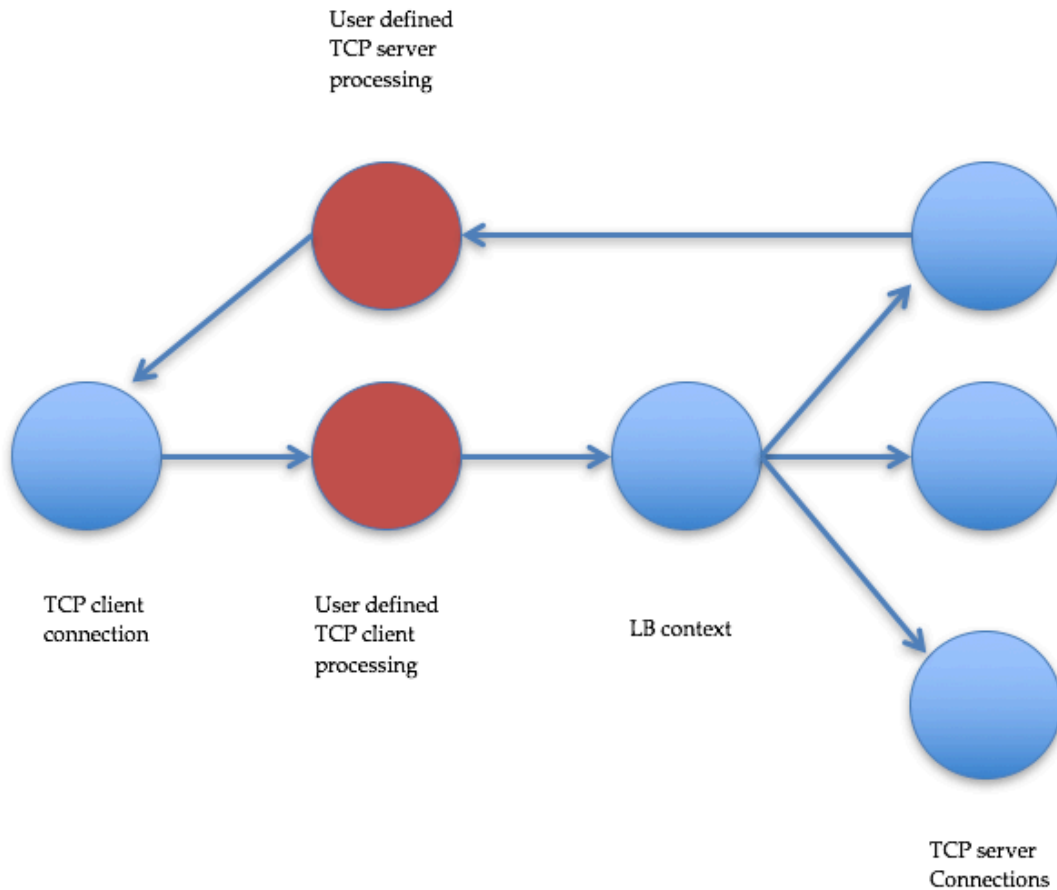 User defined
TCP server
processing
TCP client
connection
User defined
TCP client
processing
LB context
TCP server
Connections